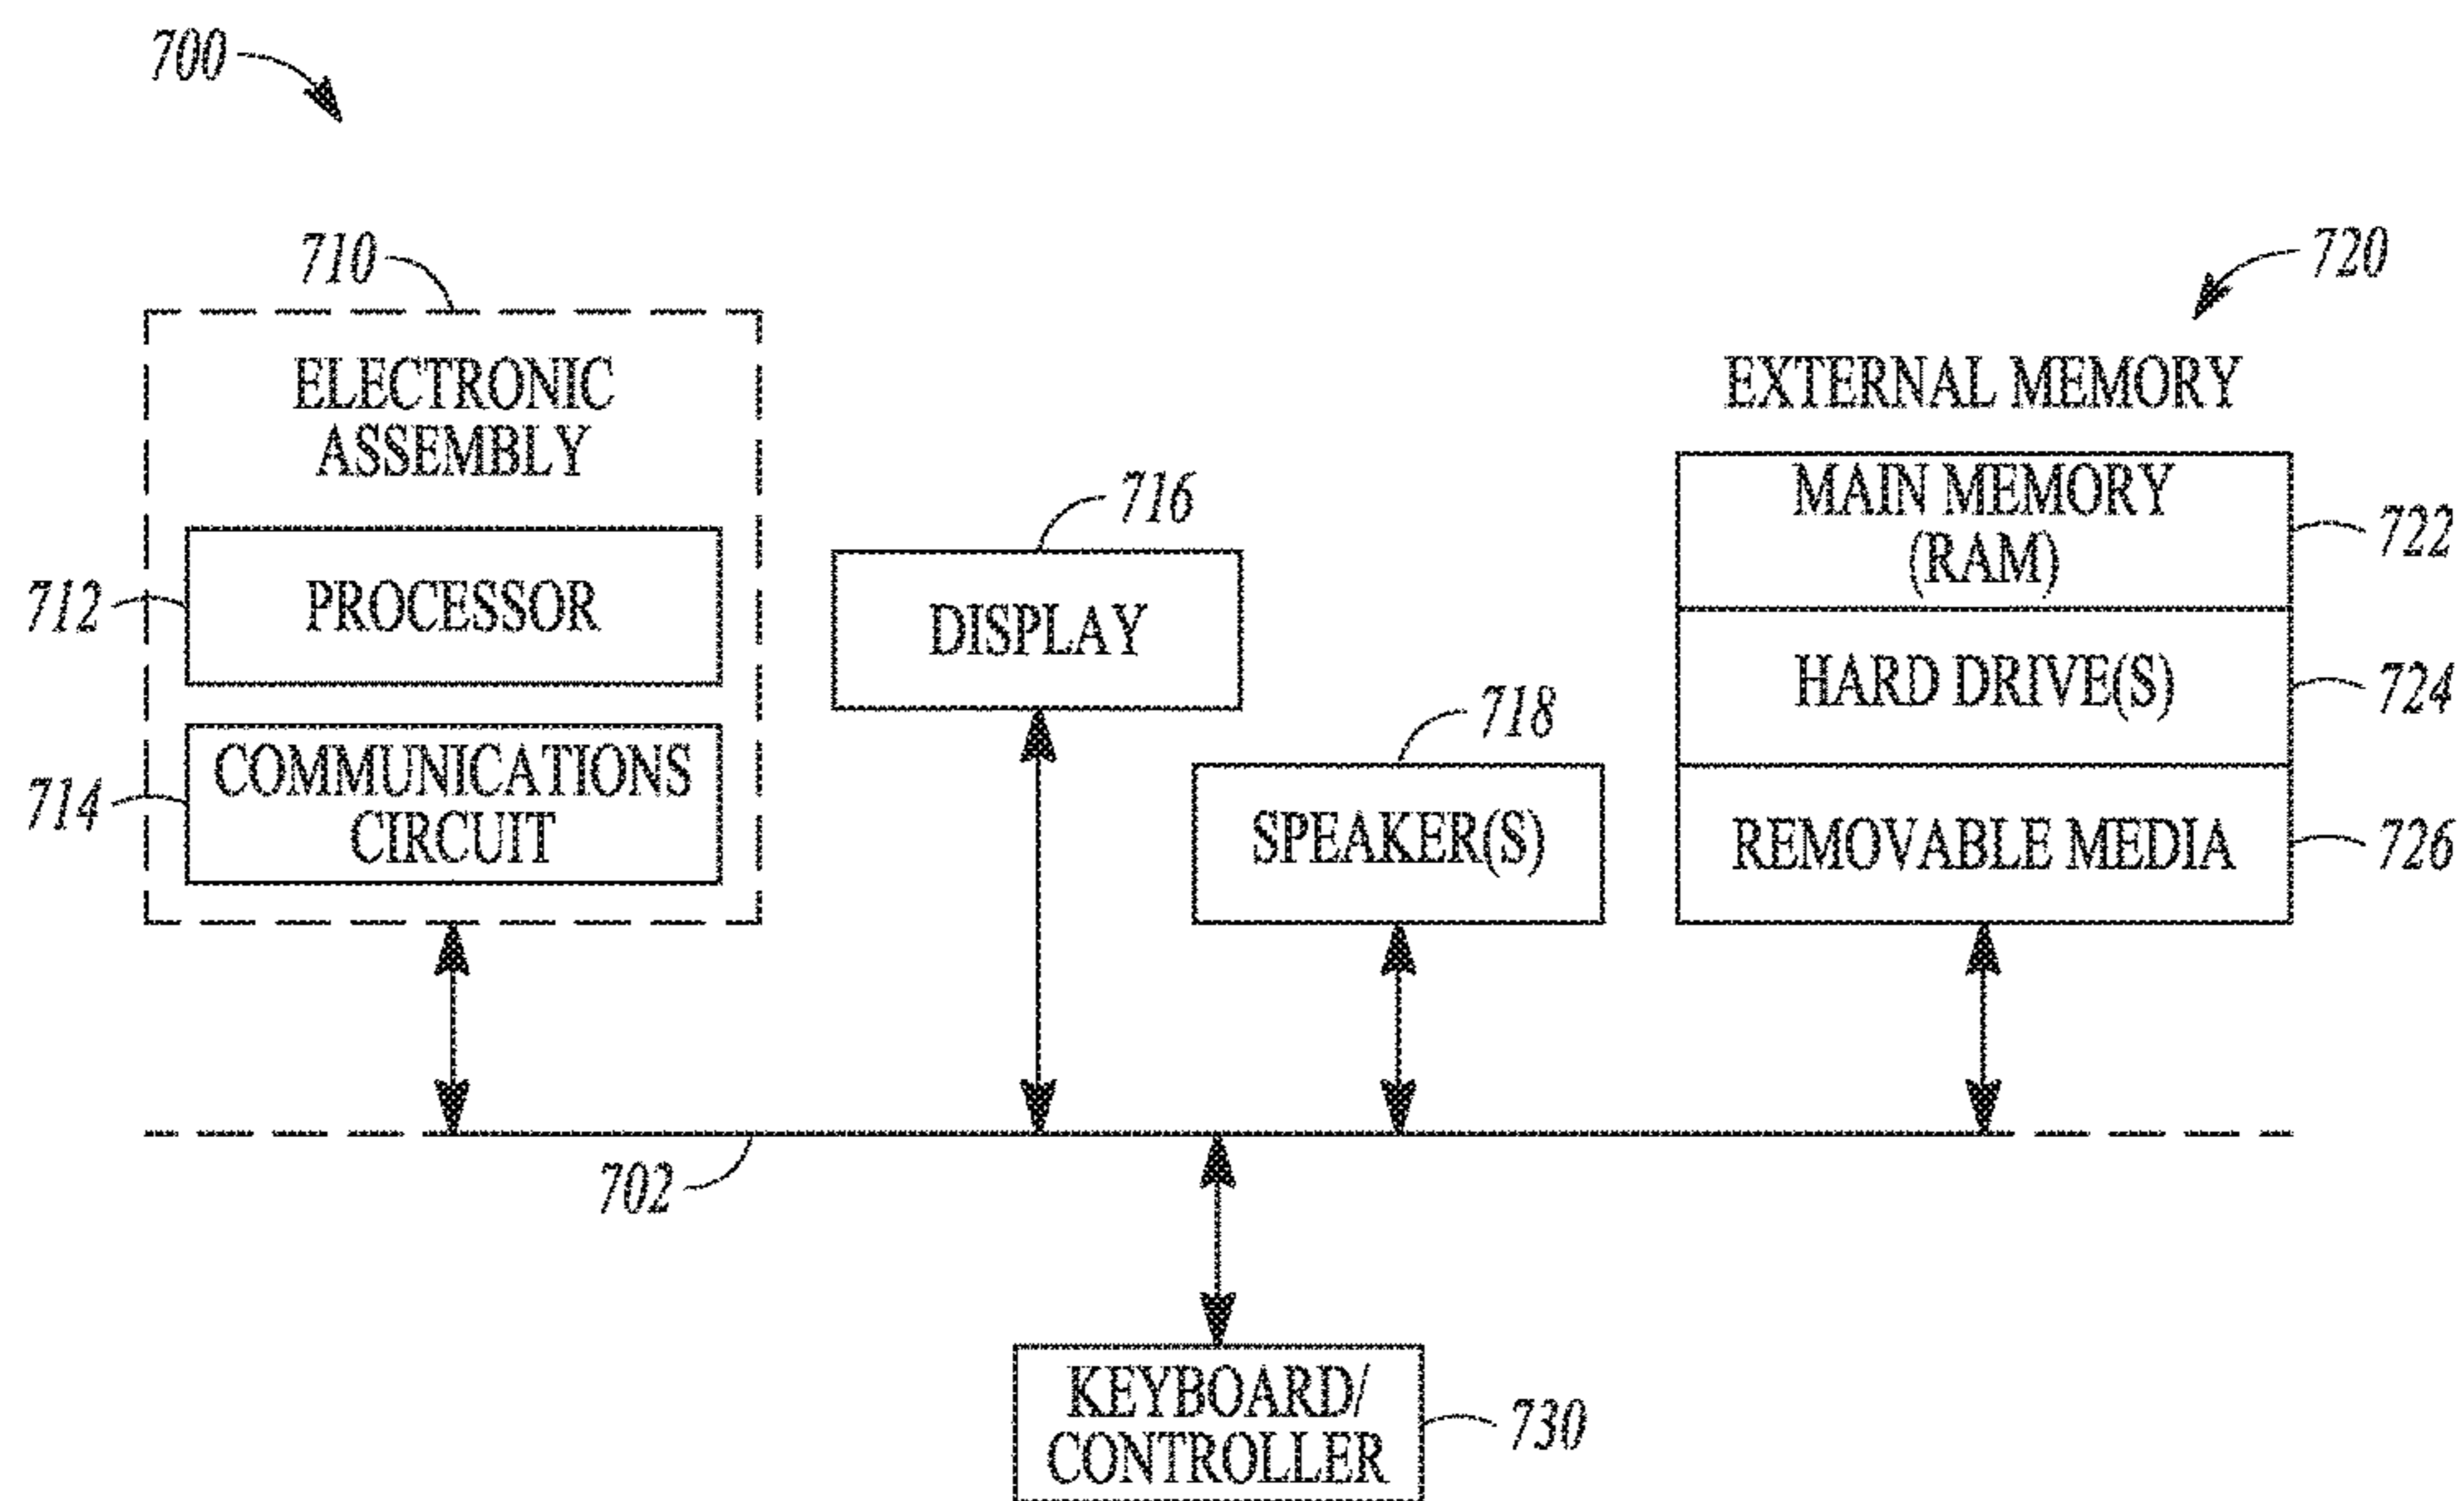 700
710
720
ELECTRONIC
ASSEMBLY
EXTERNAL MEMORY
716
MAIN MEMORY
(RAM)
722
712
PROCESSOR
DISPLAY
HARD DRIVE(S)
724
718
714
COMMUNICATIONS
CIRCUIT
SPEAKER(S)
REMOVABLE MEDIA
726
702
KEYBOARD/
CONTROLLER
730